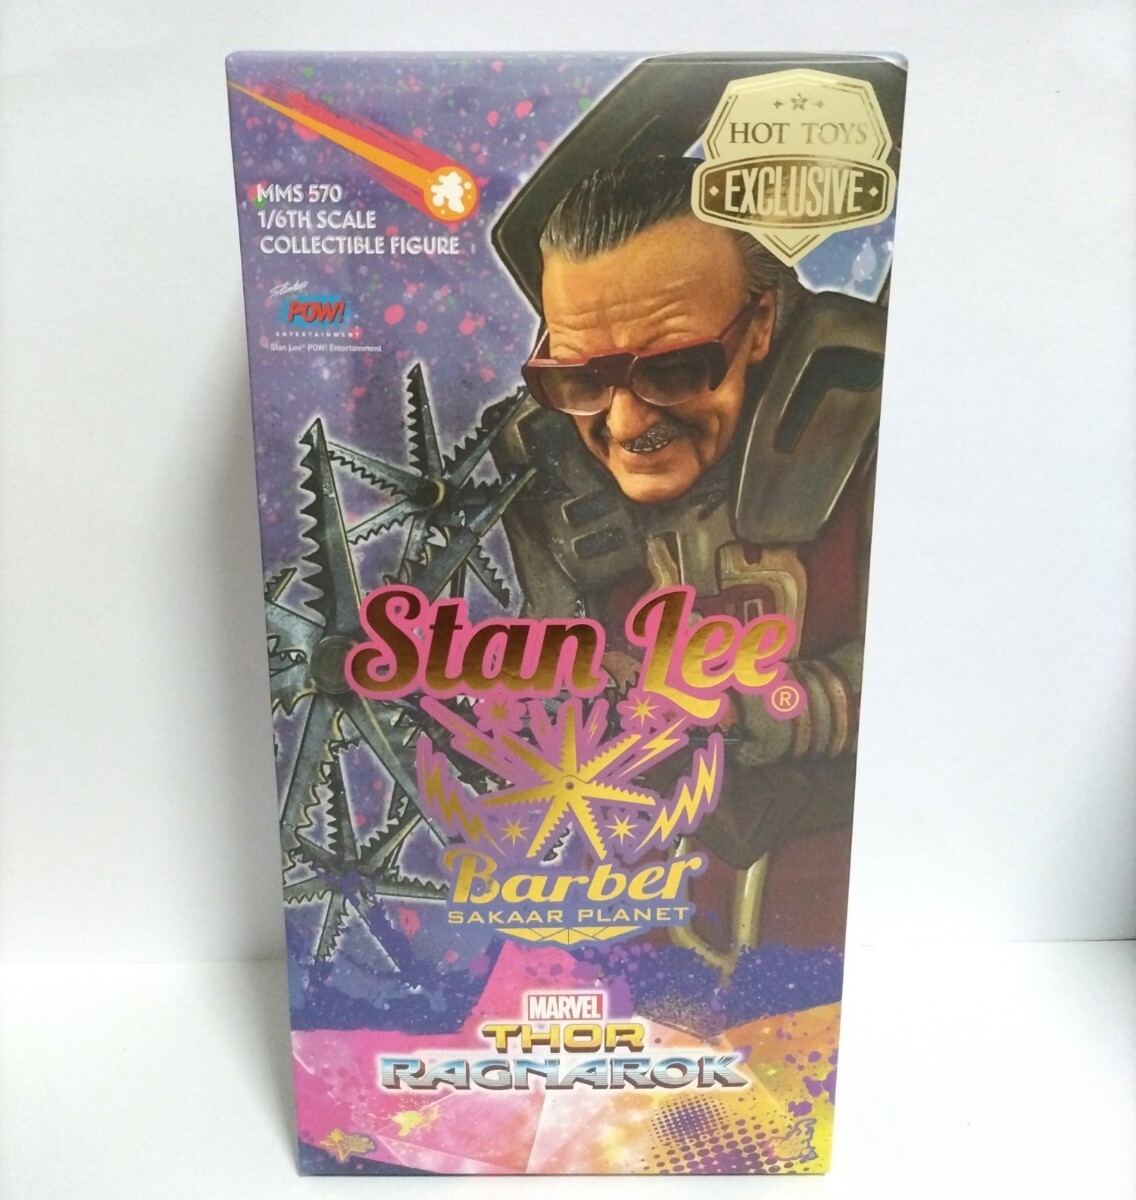 HOT TOYS
EXCLUSIVE
MMS 570
1/6TH SCALE
COLLECTIBLE FIGURE
POW!
ENTERTAINMENT
Stan Lee® POW! Entertainment
Stan Lee®
Barber
SAKAAR PLANET
MARVEL
THOR
RAGNAROK